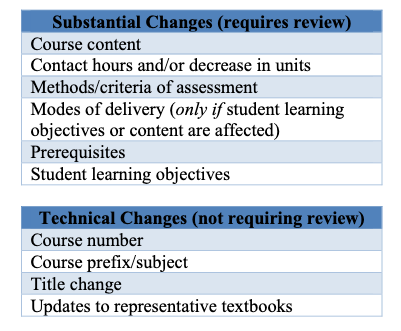 Substantial Changes (requires review)
Course content
Contact hours and/or decrease in units
Methods/criteria of assessment
Modes of delivery (only if student learning
objectives or content are affected)
Prerequisites
Student learning objectives
Technical Changes (not requiring review)
Course number
Course prefix/subject
Title change
Updates to representative textbooks